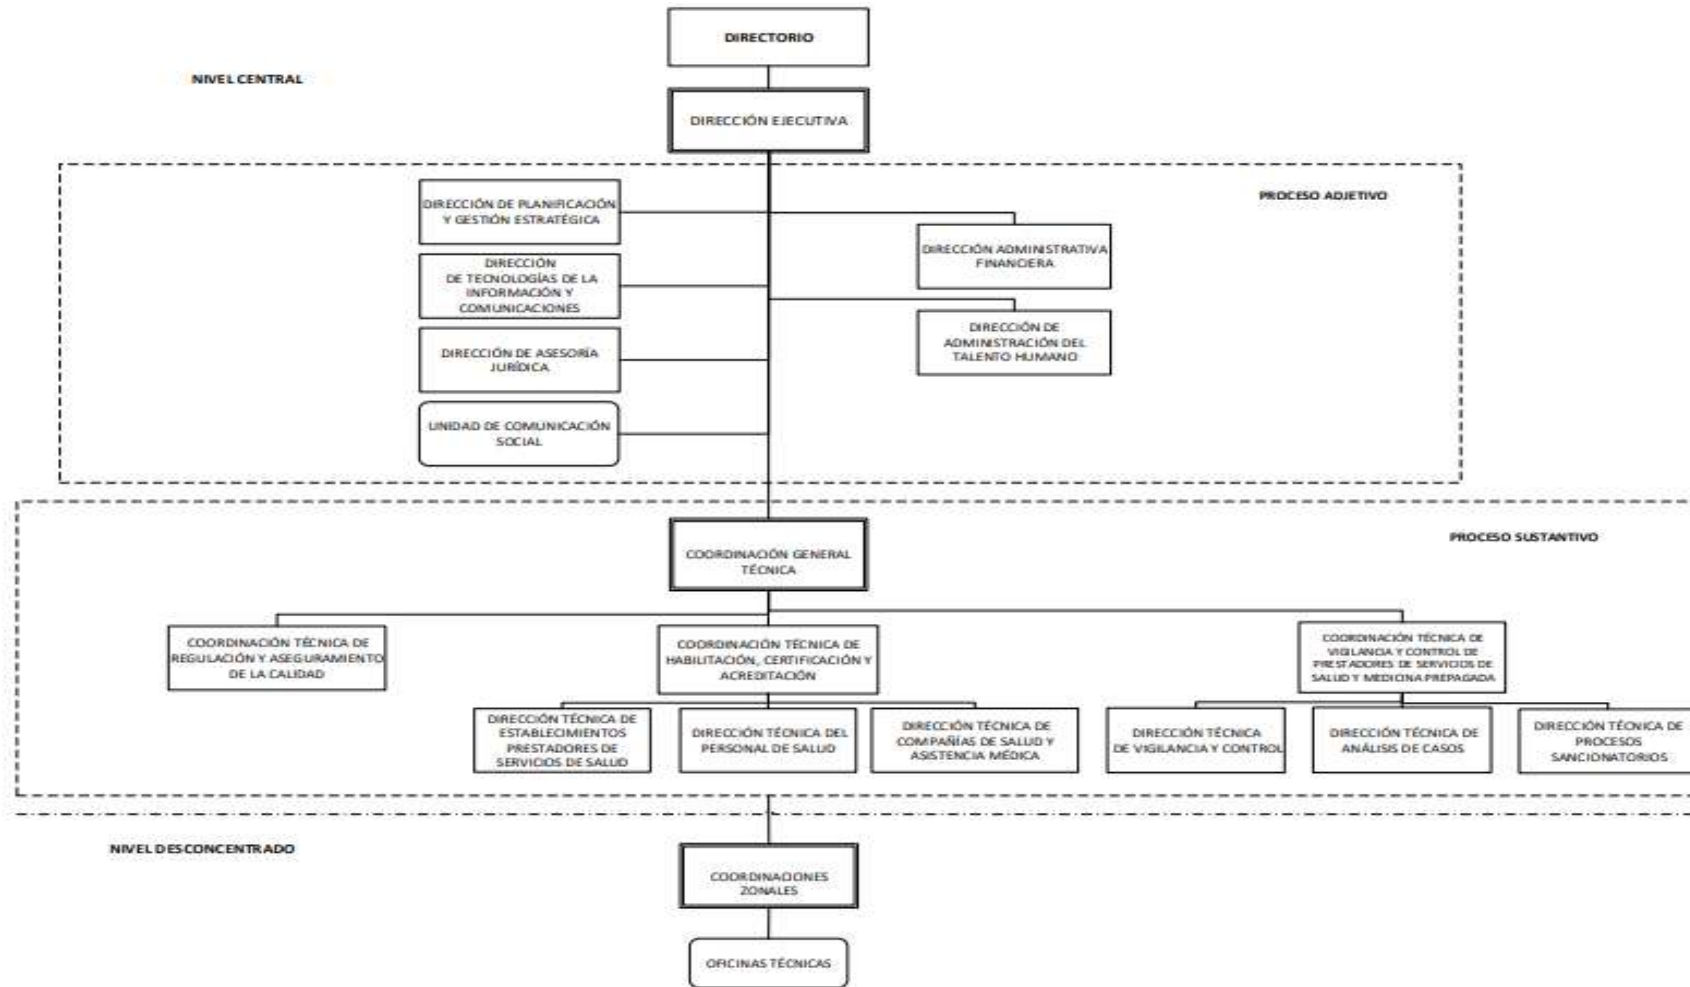 DIRECTORIO
NIVEL CENTRAL
DIRECCIÓN EJECUTIVA
PROCESO ADJETIVO
DIRECCIÓN DE PLANIFICACIÓN
Y GESTIÓN ESTRATÉGICA
DIRECCIÓN ADMINISTRATIVA
FINANCIERA
DIRECCIÓN
DE TECNOLOGÍAS DE LA
INFORMACIÓN Y
COMUNICACIONES
DIRECCIÓN DE
ADMINISTRACIÓN DEL
TALENTO HUMANO
DIRECCIÓN DE ASESORÍA
JURÍDICA
UNIDAD DE COMUNICACIÓN
SOCIAL
PROCESO SUSTANTIVO
COORDINACIÓN GENERAL
TÉCNICA
COORDINACIÓN TÉCNICA DE
REGULACIÓN Y ASEGURAMIENTO
DE LA CALIDAD
COORDINACIÓN TÉCNICA DE
HABILITACIÓN, CERTIFICACIÓN Y
ACREDITACIÓN
COORDINACIÓN TÉCNICA DE
VIGILANCIA Y CONTROL DE
PRESTADORES DE SERVICIOS DE
SALUD Y MEDICINA PREPAGADA
DIRECCIÓN TÉCNICA DE
ESTABLECIMIENTOS
PRESTADORES DE
SERVICIOS DE SALUD
DIRECCIÓN TÉCNICA DEL
PERSONAL DE SALUD
DIRECCIÓN TÉCNICA DE
COMPAÑÍAS DE SALUD Y
ASISTENCIA MÉDICA
DIRECCIÓN TÉCNICA
DE VIGILANCIA Y CONTROL
DIRECCIÓN TÉCNICA DE
ANÁLISIS DE CASOS
DIRECCIÓN TÉCNICA DE
PROCESOS
SANCIONATORIOS
NIVEL DESCONCENTRADO
COORDINACIONES
ZONALES
OFICINAS TÉCNICAS